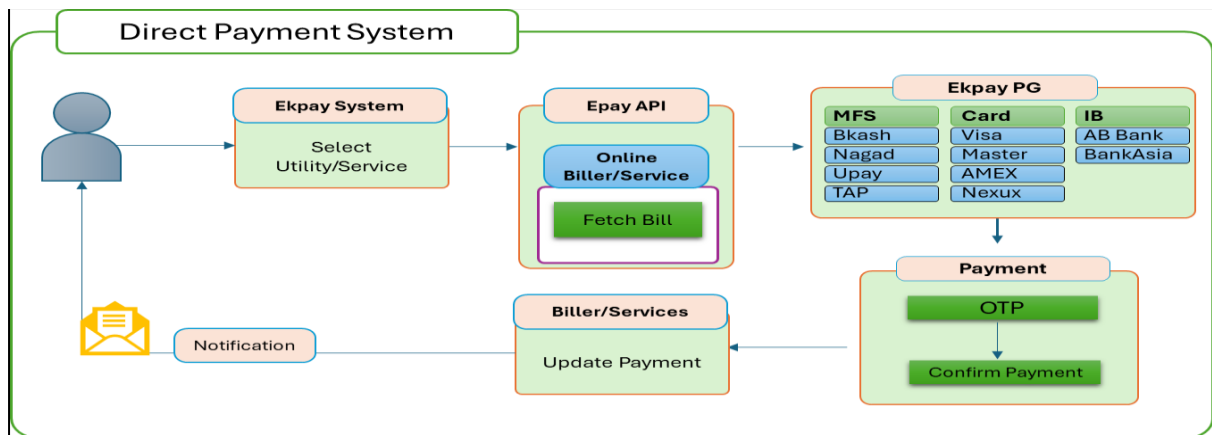 Direct Payment System
Ekpay System
Select
Utility/Service
Epay API
Online
Biller/Service
Fetch Bill
Ekpay PG
MFS Card IB
Bkash Visa AB Bank
Nagad Master BankAsia
Upay AMEX
TAP Nexux
Payment
OTP
Confirm Payment
Biller/Services
Update Payment
Notification